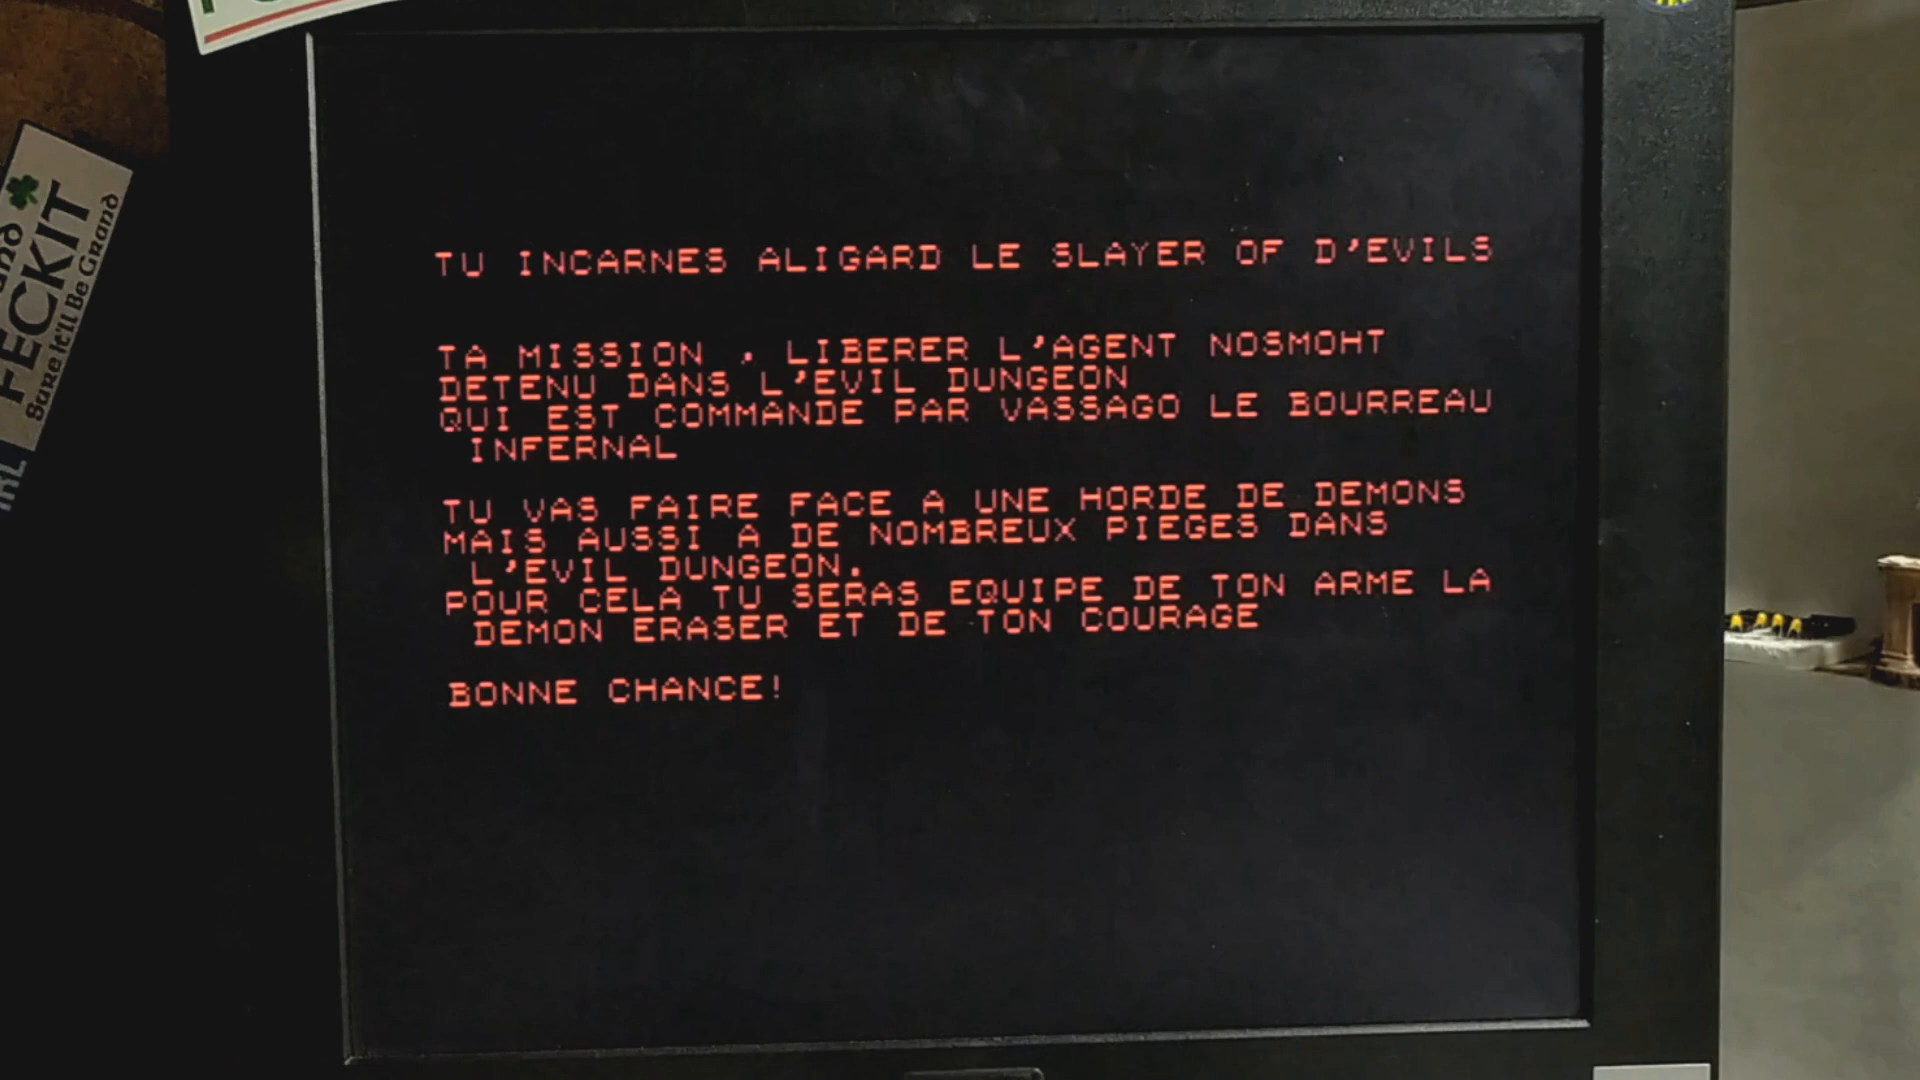 TU INCARNES ALIGARD LE SLAYER OF D'EVILS
TA MISSION , LIBERER L'AGENT NOSMOHT
DETENU DANS L'EVIL DUNGEON
QUI EST COMMANDE PAR VASSAGO LE BOURREAU
INFERNAL
TU VAS FAIRE FACE A UNE HORDE DE DEMONS
MAIS AUSSI A DE NOMBREUX PIEGES DANS
L'EVIL DUNGEON.
POUR CELA TU SERAS EQUIPE DE TON ARME LA
DEMON ERASER ET DE TON COURAGE
BONNE CHANCE!
FECKIT
Sure It'll Be Grand